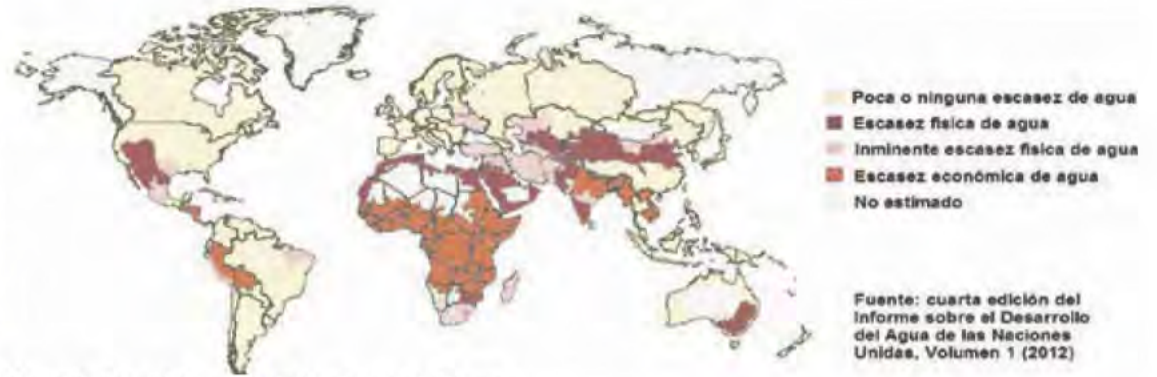 Poca o ninguna escasez de agua
Escasez física de agua
Inminente escasez física de agua
Escasez económica de agua
No estimado
Fuente: cuarta edición del
Informe sobre el Desarrollo
del Agua de las Naciones
Unidas, Volumen 1 (2012)